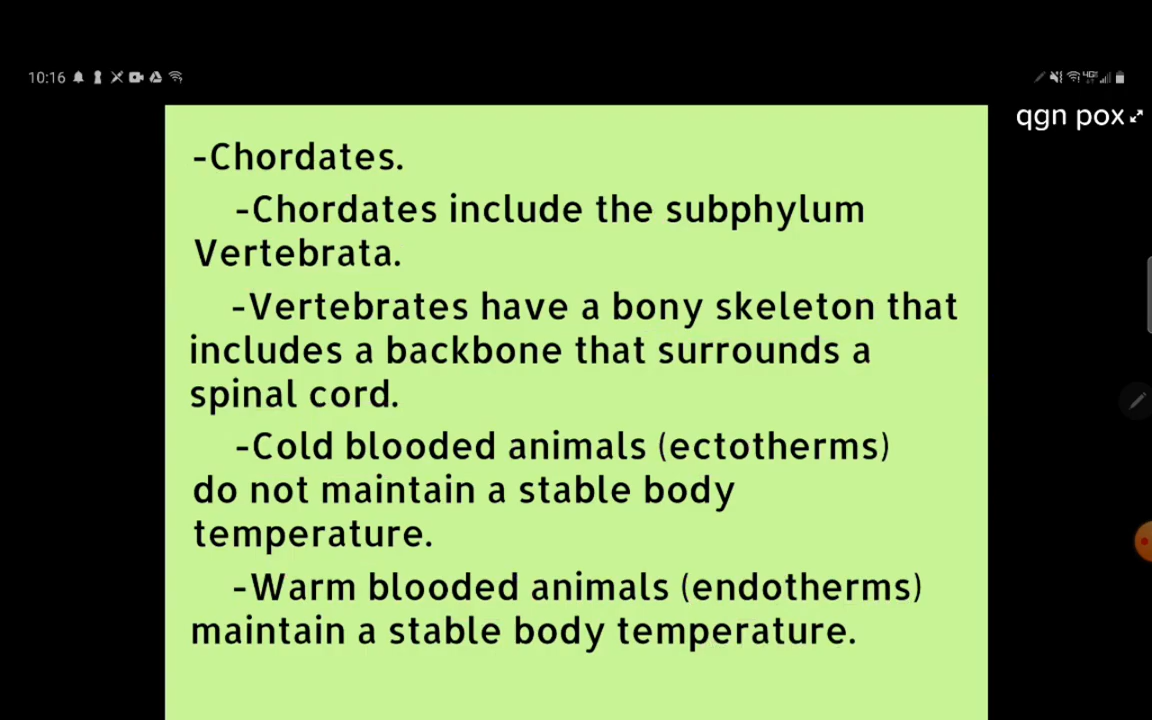 10:16
qgn pox
-Chordates.
-Chordates include the subphylum
Vertebrata.
-Vertebrates have a bony skeleton that
includes a backbone that surrounds a
spinal cord.
-Cold blooded animals (ectotherms)
do not maintain a stable body
temperature.
-Warm blooded animals (endotherms)
maintain a stable body temperature.